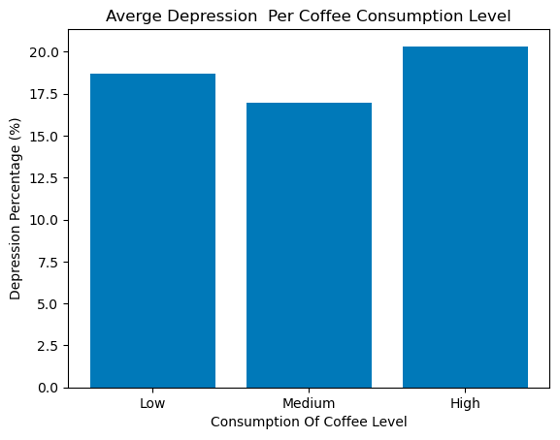 Averge Depression  Per Coffee Consumption Level
Depression Percentage (%)
20.0
17.5
15.0
12.5
10.0
7.5
5.0
2.5
0.0
Low Medium High
Consumption Of Coffee Level